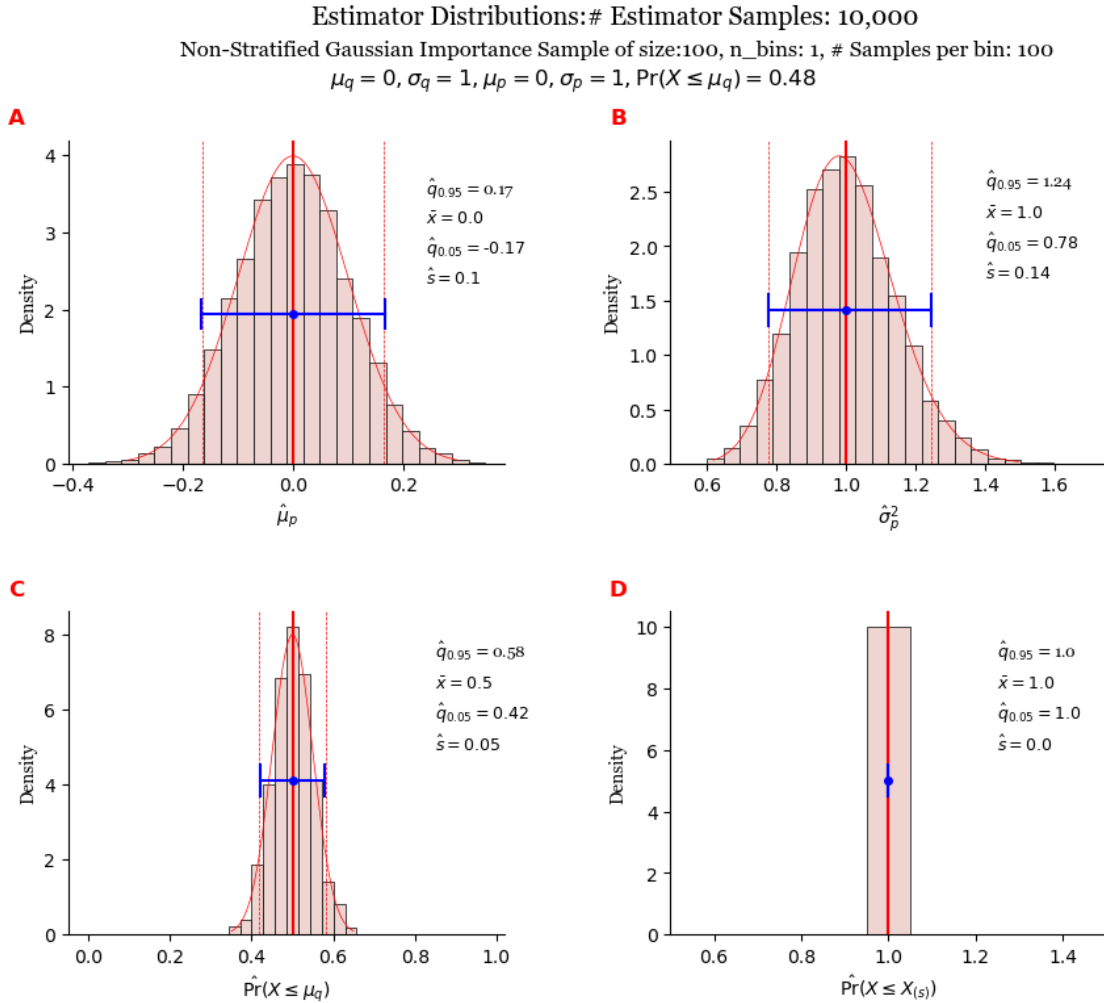 Estimator Distributions:# Estimator Samples: 10,000
Non-Stratified Gaussian Importance Sample of size:100, n_bins: 1, # Samples per bin: 100
μ_q = 0, σ_q = 1, μ_p = 0, σ_p = 1, Pr(X ≤ μ_q) = 0.48
A
4
3
2
1
0
Density
−0.4
−0.2
0.0
0.2
μ̂_p
q̂_0.95 = 0.17
x̄ = 0.0
q̂_0.05 = -0.17
ŝ = 0.1
B
2.5
2.0
1.5
1.0
0.5
0.0
Density
0.6
0.8
1.0
1.2
1.4
1.6
σ̂²_p
q̂_0.95 = 1.24
x̄ = 1.0
q̂_0.05 = 0.78
ŝ = 0.14
C
8
6
4
2
0
Density
0.0
0.2
0.4
0.6
0.8
1.0
P̂r(X ≤ μ_q)
q̂_0.95 = 0.58
x̄ = 0.5
q̂_0.05 = 0.42
ŝ = 0.05
D
10
8
6
4
2
0
Density
0.6
0.8
1.0
1.2
1.4
P̂r(X ≤ X_(s))
q̂_0.95 = 1.0
x̄ = 1.0
q̂_0.05 = 1.0
ŝ = 0.0